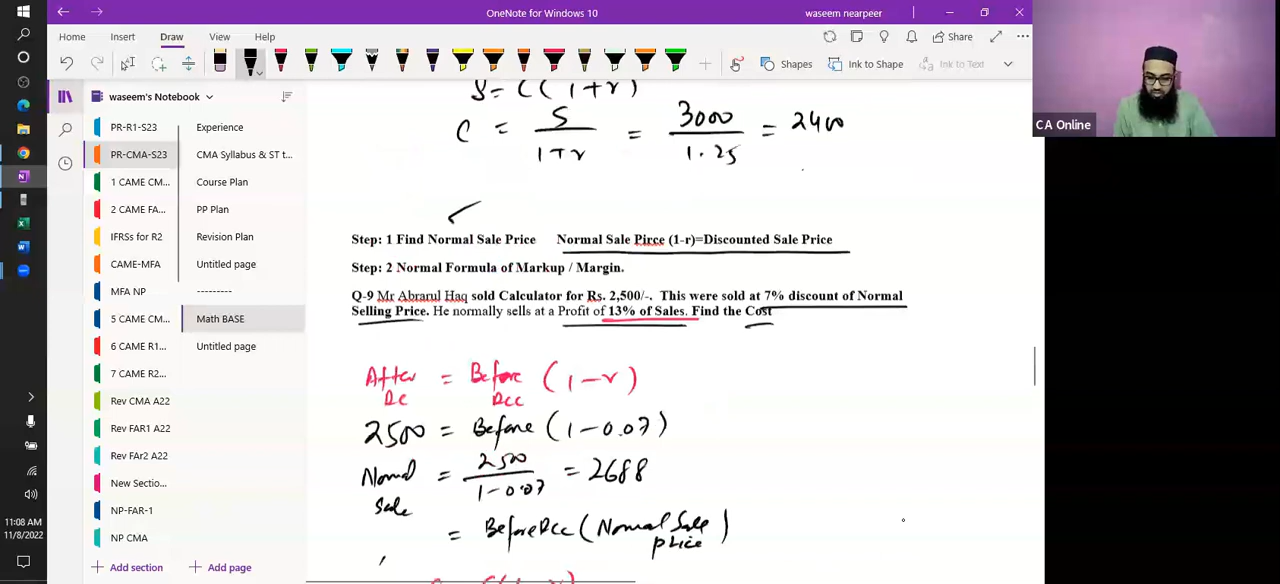 OneNote for Windows 10
waseem nearpeer
Home Insert Draw View Help
Share
Shapes Ink to Shape Ink to Text
waseem's Notebook
PR-R1-S23
PR-CMA-S23
1 CAME CM...
2 CAME FA...
IFRSs for R2
CAME-MFA
MFA NP
5 CAME CM...
6 CAME R1...
7 CAME R2...
Rev CMA A22
Rev FAR1 A22
Rev FAr2 A22
New Sectio...
NP-FAR-1
NP CMA
Add section
Experience
CMA Syllabus & ST t...
Course Plan
PP Plan
Revision Plan
Untitled page
---------
Math BASE
Untitled page
Add page
S = C(1+r)
C = S / 1+r = 3000 / 1.25 = 2400
Step: 1 Find Normal Sale Price Normal Sale Pirce (1-r)=Discounted Sale Price
Step: 2 Normal Formula of Markup / Margin.
Q-9 Mr Abrarul Haq sold Calculator for Rs. 2,500/-. This were sold at 7% discount of Normal
Selling Price. He normally sells at a Profit of 13% of Sales. Find the Cost
After Dc = Before Dcc (1-r)
2500 = Before (1-0.07)
Normal Sale = 2500 / 1-0.07 = 2688
= Before Dcc (Normal Sale price)
CA Online
11:08 AM
11/8/2022